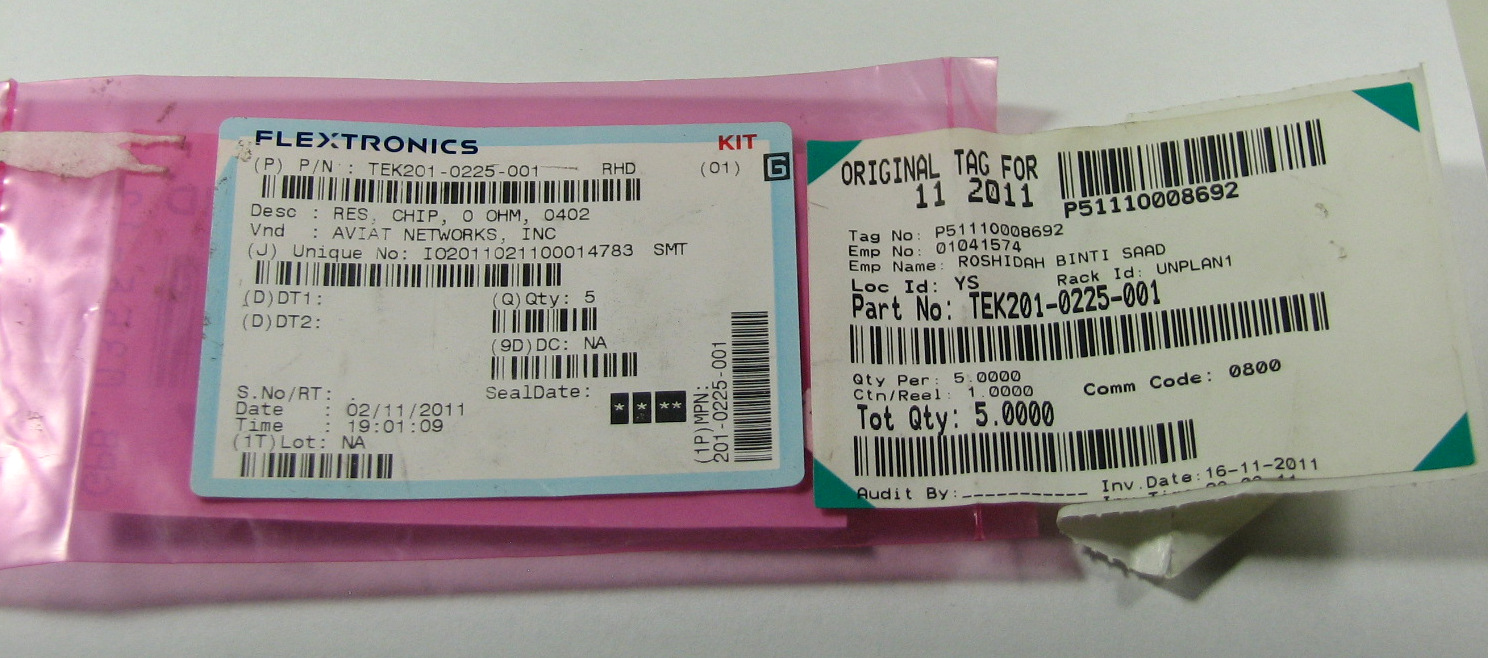 FLEXTRONICS KIT
(P) P/N : TEK201-0225-001 RHD (01) G
Desc : RES, CHIP, 0 OHM, 0402
Vnd : AVIAT NETWORKS, INC
(J) Unique No: IO20111021100014783 SMT
(D)DT1: (Q)Qty: 5
(D)DT2:
(9D)DC: NA
S.No/RT: . SealDate:
* * **
Date : 02/11/2011
Time : 19:01:09
(1T)Lot: NA
(1P)MPN:
201-0225-001
ORIGINAL TAG FOR
11 2011
P51110008692
Tag No: P51110008692
Emp No: 01041574
Emp Name: ROSHIDAH BINTI SAAD
Loc Id: YS Rack Id: UNPLAN1
Part No: TEK201-0225-001
Qty Per: 5.0000
Ctn/Reel: 1.0000 Comm Code: 0800
Tot Qty: 5.0000
Audit By:___________ Inv.Date:16-11-2011